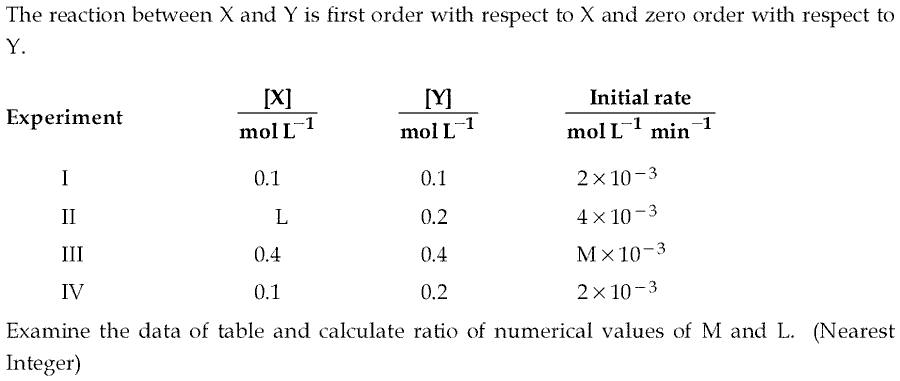 The reaction between X and Y is first order with respect to X and zero order with respect to
Y.
Experiment [X] / mol L⁻¹ [Y] / mol L⁻¹ Initial rate / mol L⁻¹ min⁻¹
I 0.1 0.1 2×10⁻³
II L 0.2 4×10⁻³
III 0.4 0.4 M×10⁻³
IV 0.1 0.2 2×10⁻³
Examine the data of table and calculate ratio of numerical values of M and L. (Nearest
Integer)